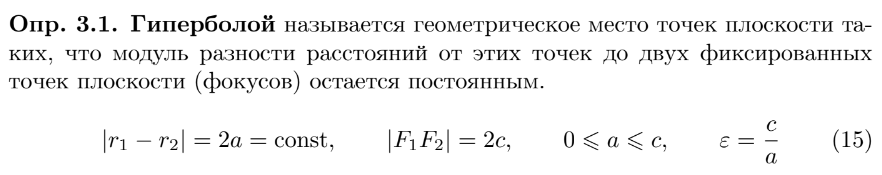 Опр. 3.1. Гиперболой называется геометрическое место точек плоскости та-
ких, что модуль разности расстояний от этих точек до двух фиксированных
точек плоскости (фокусов) остается постоянным.
|r₁ − r₂| = 2a = const, |F₁F₂| = 2c, 0 ⩽ a ⩽ c, ε = c/a (15)